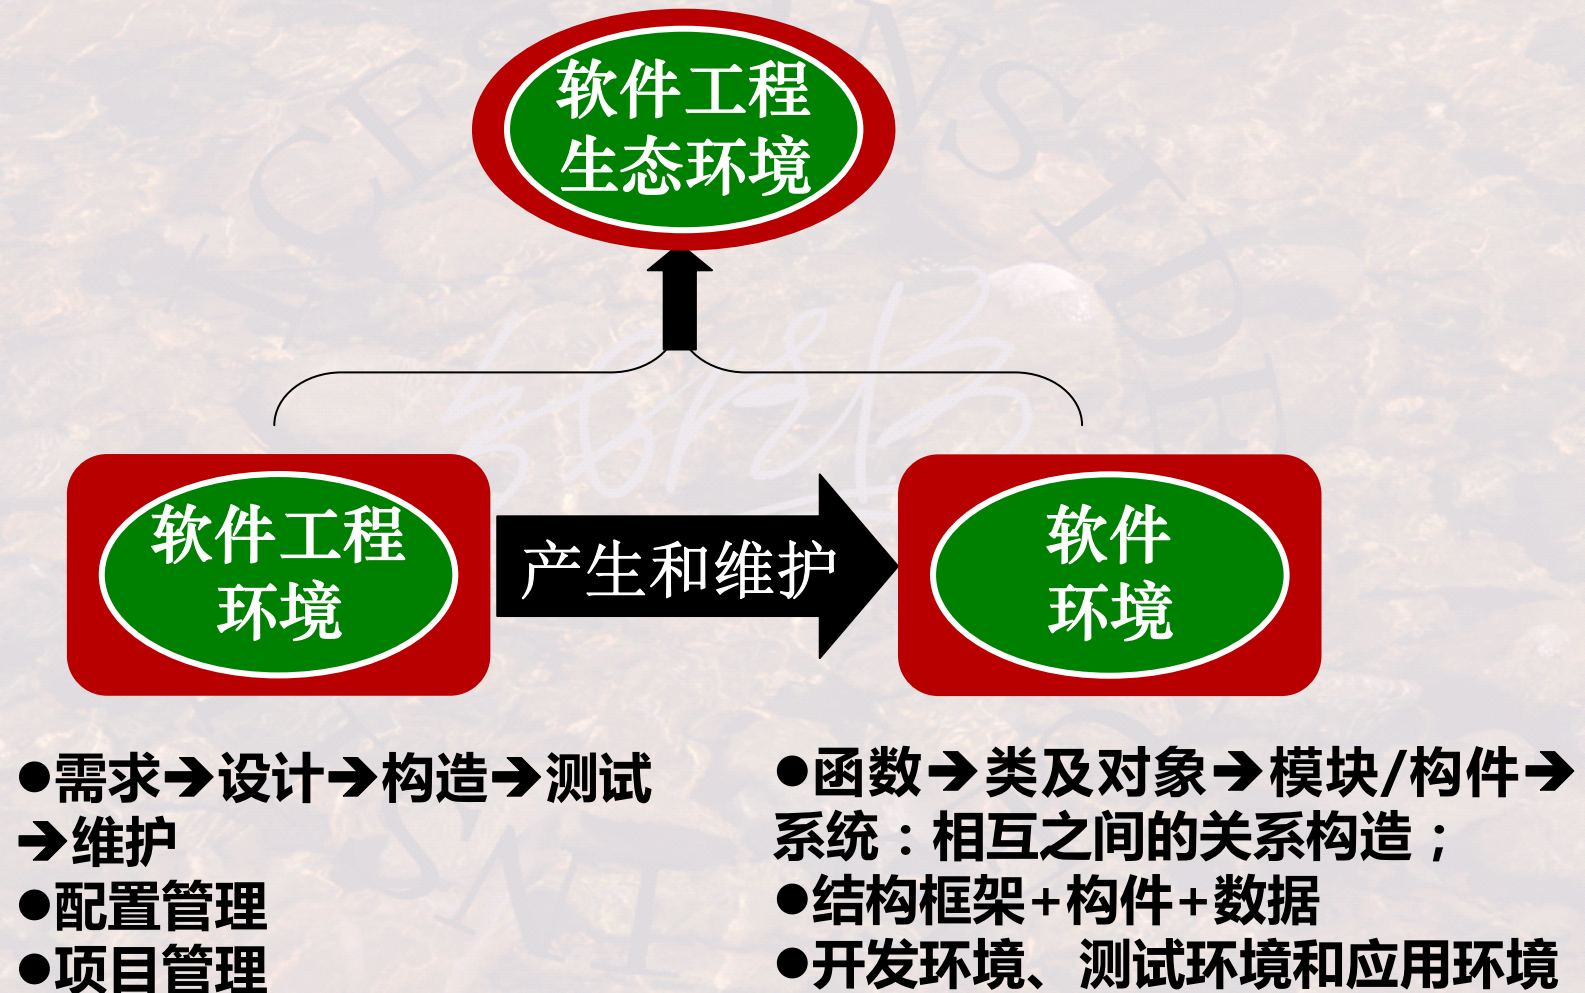 软件工程
生态环境
软件工程
环境
产生和维护
软件
环境
●需求➔设计➔构造➔测试
➔维护
●配置管理
●项目管理
●函数➔类及对象➔模块/构件➔
系统：相互之间的关系构造；
●结构框架+构件+数据
●开发环境、测试环境和应用环境